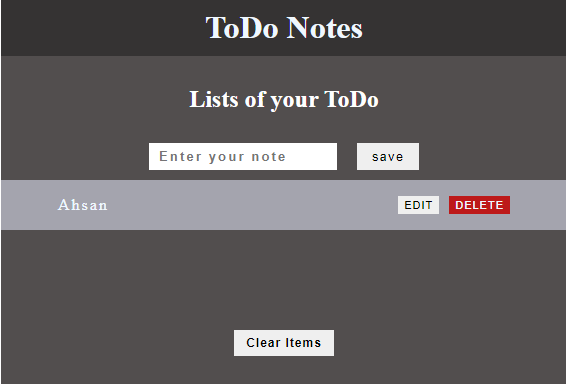 ToDo Notes
Lists of your ToDo
Enter your note save
Ahsan EDIT DELETE
Clear Items